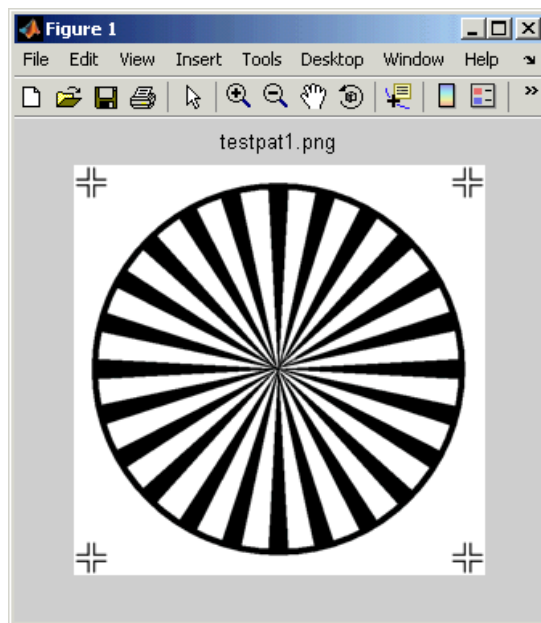 Figure 1
File Edit View Insert Tools Desktop Window Help
testpat1.png